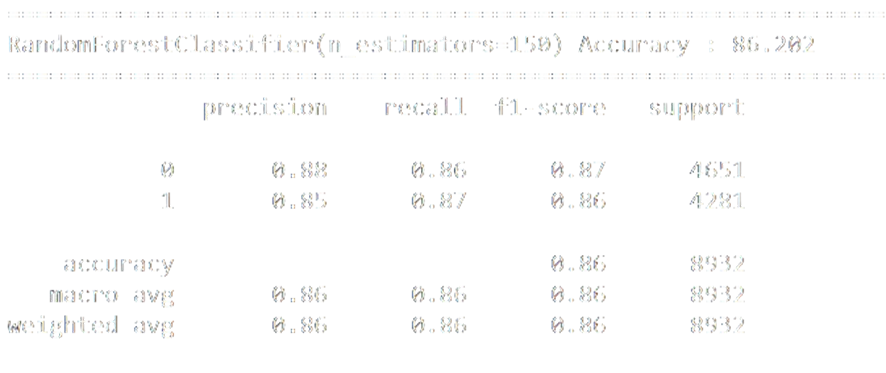 RandomForestClassifier(n_estimators=150) Accuracy : 86.202
precision recall f1-score support
0 0.88 0.86 0.87 4651
1 0.85 0.87 0.86 4281
accuracy 0.86 8932
macro avg 0.86 0.86 0.86 8932
weighted avg 0.86 0.86 0.86 8932